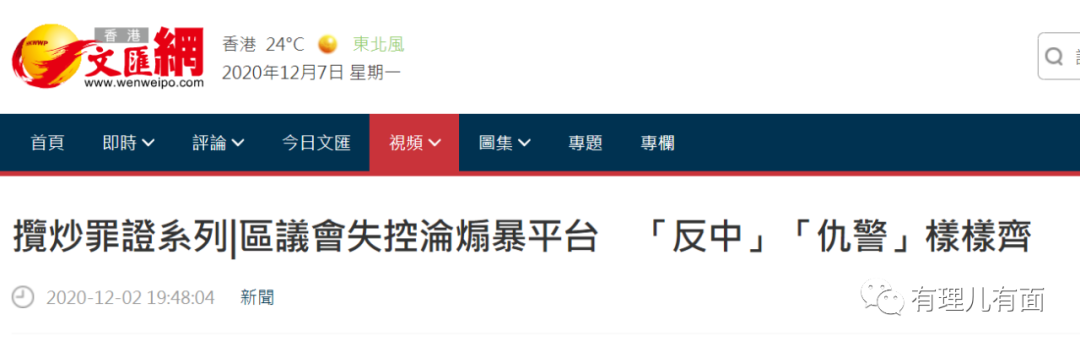 香港
文匯網
www.wenweipo.com
香港 24°C 東北風
2020年12月7日 星期一
首頁 即時 評論 今日文匯 視頻 圖集 專題 專欄
攬炒罪證系列|區議會失控淪煽暴平台 「反中」「仇警」樣樣齊
2020-12-02 19:48:04 新聞
有理儿有面